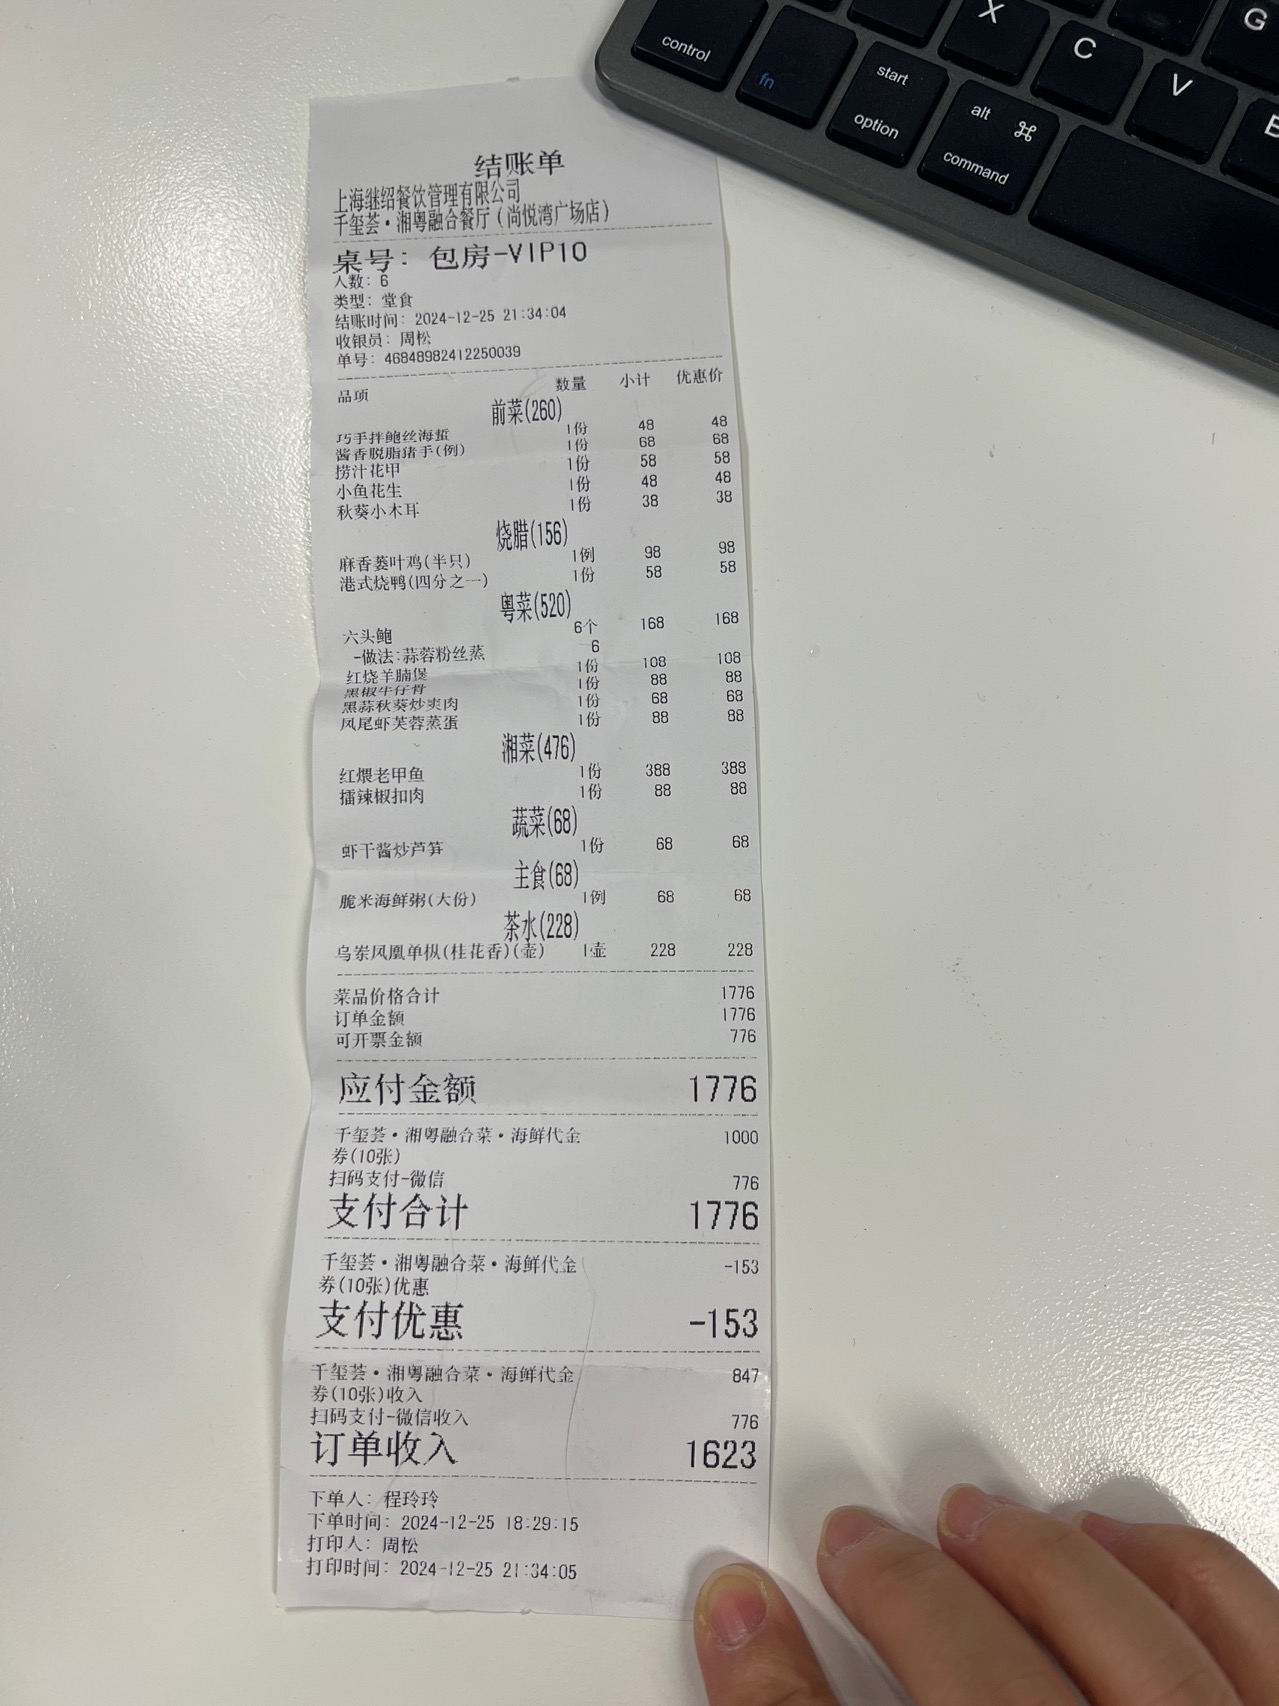 结账单
上海继绍餐饮管理有限公司
千玺荟·湘粤融合餐厅(尚悦湾广场店)
桌号: 包房-VIP10
人数: 6
类型: 堂食
结账时间: 2024-12-25 21:34:04
收银员: 周松
单号: 46848982412250039
品项 数量 小计 优惠价
前菜(260)
巧手拌鲍丝海蜇 1份 48 48
酱香脱脂猪手(例) 1份 68 68
捞汁花甲 1份 58 58
小鱼花生 1份 48 48
秋葵小木耳 1份 38 38
烧腊(156)
麻香蒌叶鸡(半只) 1例 98 98
港式烧鸭(四分之一) 1份 58 58
粤菜(520)
六头鲍 6个 168 168
-做法:蒜蓉粉丝蒸 6
红烧羊腩煲 1份 108 108
黑椒牛仔骨 1份 88 88
黑蒜秋葵炒爽肉 1份 68 68
凤尾虾芙蓉蒸蛋 1份 88 88
湘菜(476)
红煨老甲鱼 1份 388 388
擂辣椒扣肉 1份 88 88
蔬菜(68)
虾干酱炒芦笋 1份 68 68
主食(68)
脆米海鲜粥(大份) 1例 68 68
茶水(228)
乌岽凤凰单枞(桂花香)(壶) 1壶 228 228
菜品价格合计 1776
订单金额 1776
可开票金额 776
应付金额 1776
千玺荟·湘粤融合菜·海鲜代金 1000
券(10张)
扫码支付-微信 776
支付合计 1776
千玺荟·湘粤融合菜·海鲜代金 -153
券(10张)优惠
支付优惠 -153
千玺荟·湘粤融合菜·海鲜代金 847
券(10张)收入
扫码支付-微信收入 776
订单收入 1623
下单人: 程玲玲
下单时间: 2024-12-25 18:29:15
打印人: 周松
打印时间: 2024-12-25 21:34:05
X
C
V
G
control
fn
start
option
alt
⌘
command